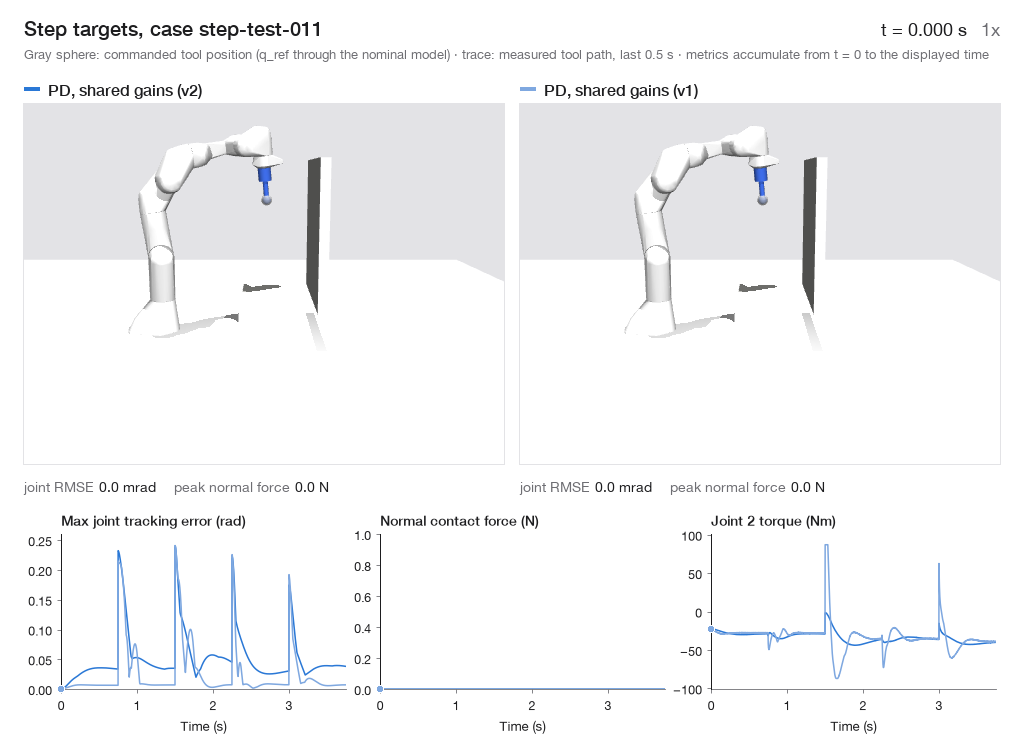 Step targets, case step-test-011
t = 0.000 s 1x
Gray sphere: commanded tool position (q_ref through the nominal model) · trace: measured tool path, last 0.5 s · metrics accumulate from t = 0 to the displayed time
PD, shared gains (v2)
PD, shared gains (v1)
joint RMSE 0.0 mrad peak normal force 0.0 N
joint RMSE 0.0 mrad peak normal force 0.0 N
Max joint tracking error (rad)
0.25
0.20
0.15
0.10
0.05
0.00
0 1 2 3
Time (s)
Normal contact force (N)
1.0
0.8
0.6
0.4
0.2
0.0
0 1 2 3
Time (s)
Joint 2 torque (Nm)
100
50
0
−50
−100
0 1 2 3
Time (s)